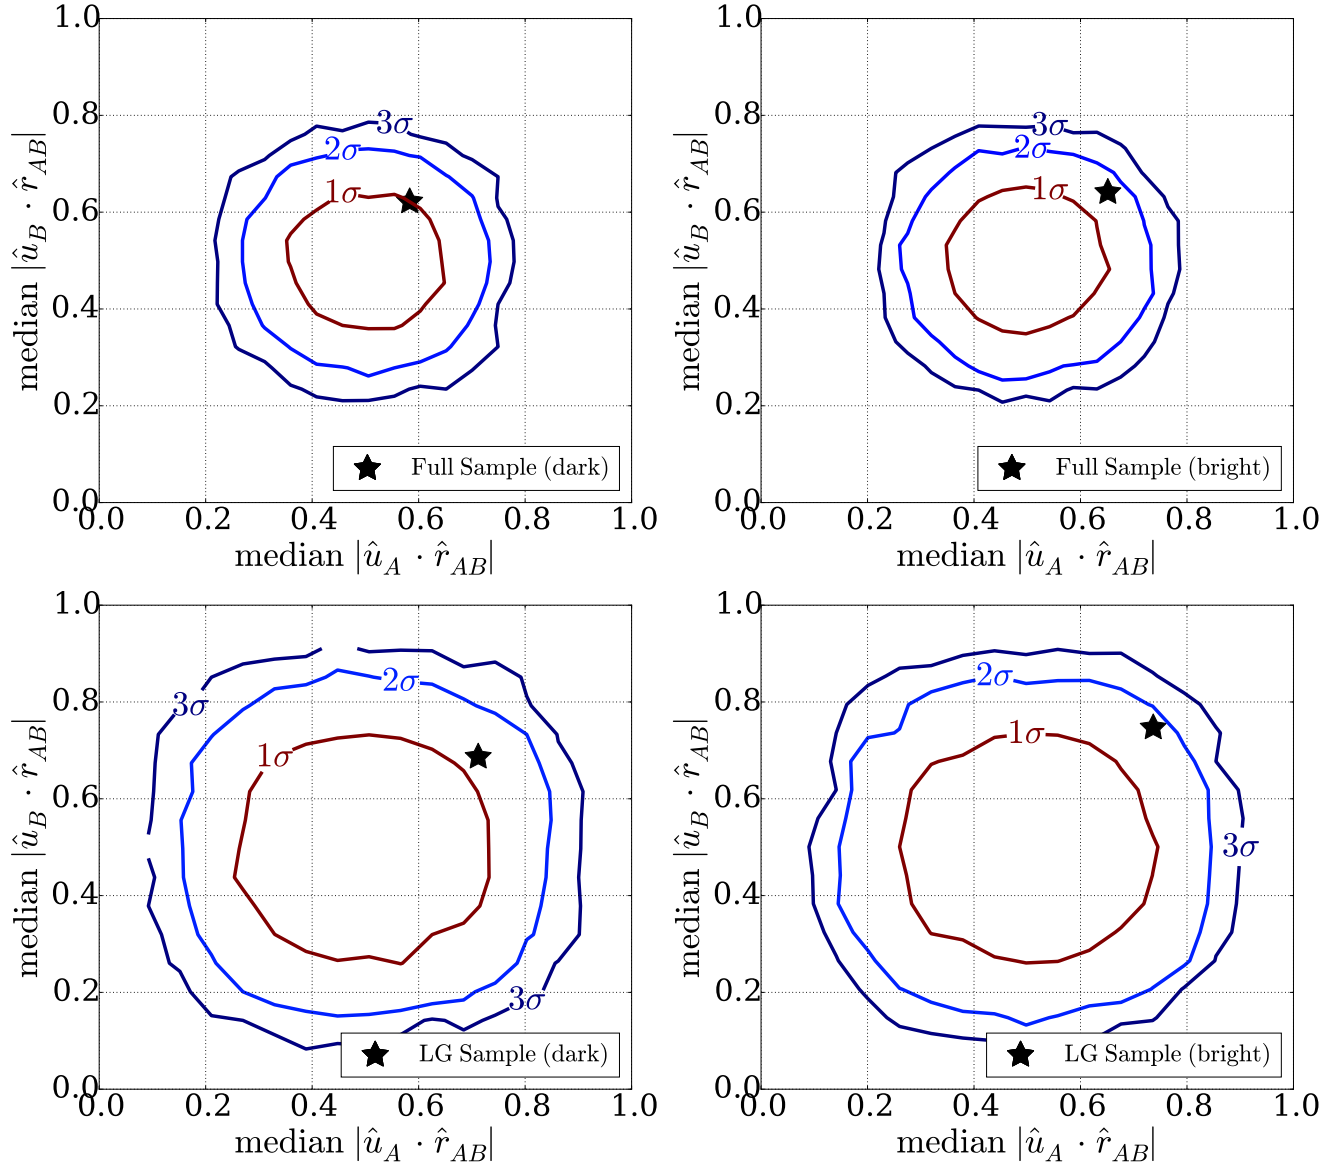 1.0
0.8
0.6
0.4
0.2
0.0
0.0 0.2 0.4 0.6 0.8 1.0
median |û_B · r̂_AB|
median |û_A · r̂_AB|
3σ
2σ
1σ
Full Sample (dark)
1.0
0.8
0.6
0.4
0.2
0.0
0.0 0.2 0.4 0.6 0.8 1.0
median |û_B · r̂_AB|
median |û_A · r̂_AB|
3σ
2σ
1σ
Full Sample (bright)
1.0
0.8
0.6
0.4
0.2
0.0
0.0 0.2 0.4 0.6 0.8 1.0
median |û_B · r̂_AB|
median |û_A · r̂_AB|
2σ
3σ
1σ
3σ
LG Sample (dark)
1.0
0.8
0.6
0.4
0.2
0.0
0.0 0.2 0.4 0.6 0.8 1.0
median |û_B · r̂_AB|
median |û_A · r̂_AB|
2σ
1σ
3σ
LG Sample (bright)